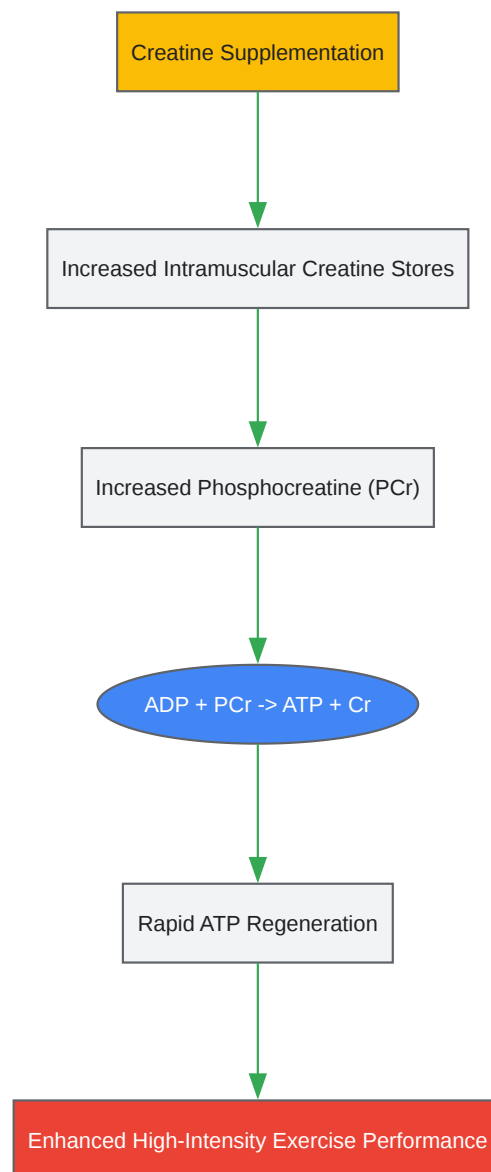 Creatine Supplementation
Increased Intramuscular Creatine Stores
Increased Phosphocreatine (PCr)
ADP + PCr -> ATP + Cr
Rapid ATP Regeneration
Enhanced High-Intensity Exercise Performance